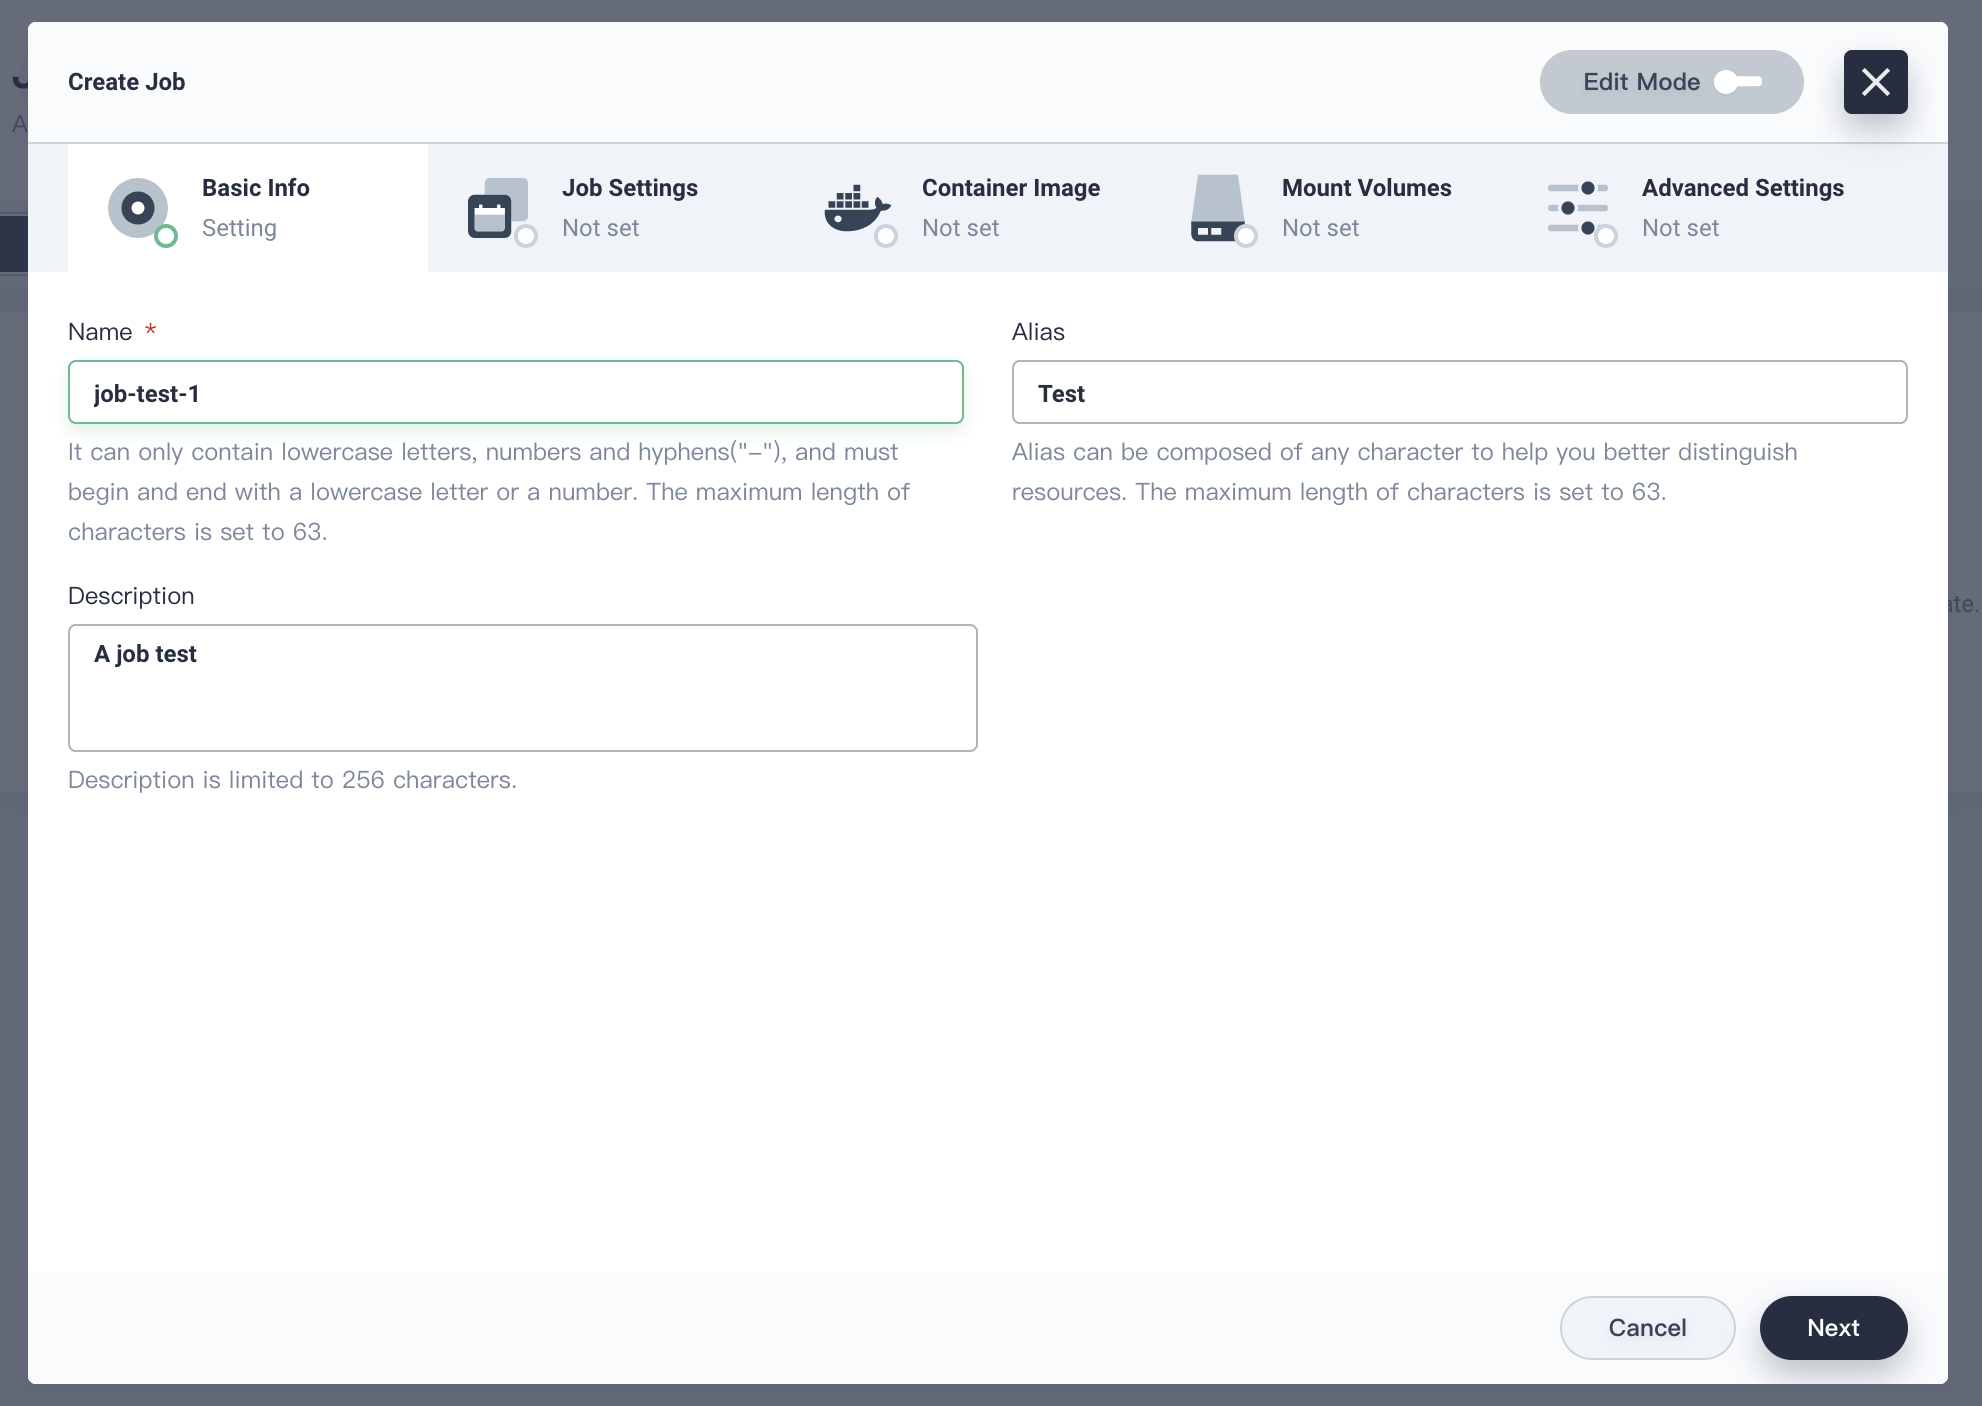 Create Job
Edit Mode
Basic Info
Setting
Job Settings
Not set
Container Image
Not set
Mount Volumes
Not set
Advanced Settings
Not set
Name *
job-test-1
It can only contain lowercase letters, numbers and hyphens("-"), and must
begin and end with a lowercase letter or a number. The maximum length of
characters is set to 63.
Alias
Test
Alias can be composed of any character to help you better distinguish
resources. The maximum length of characters is set to 63.
Description
A job test
Description is limited to 256 characters.
Cancel
Next